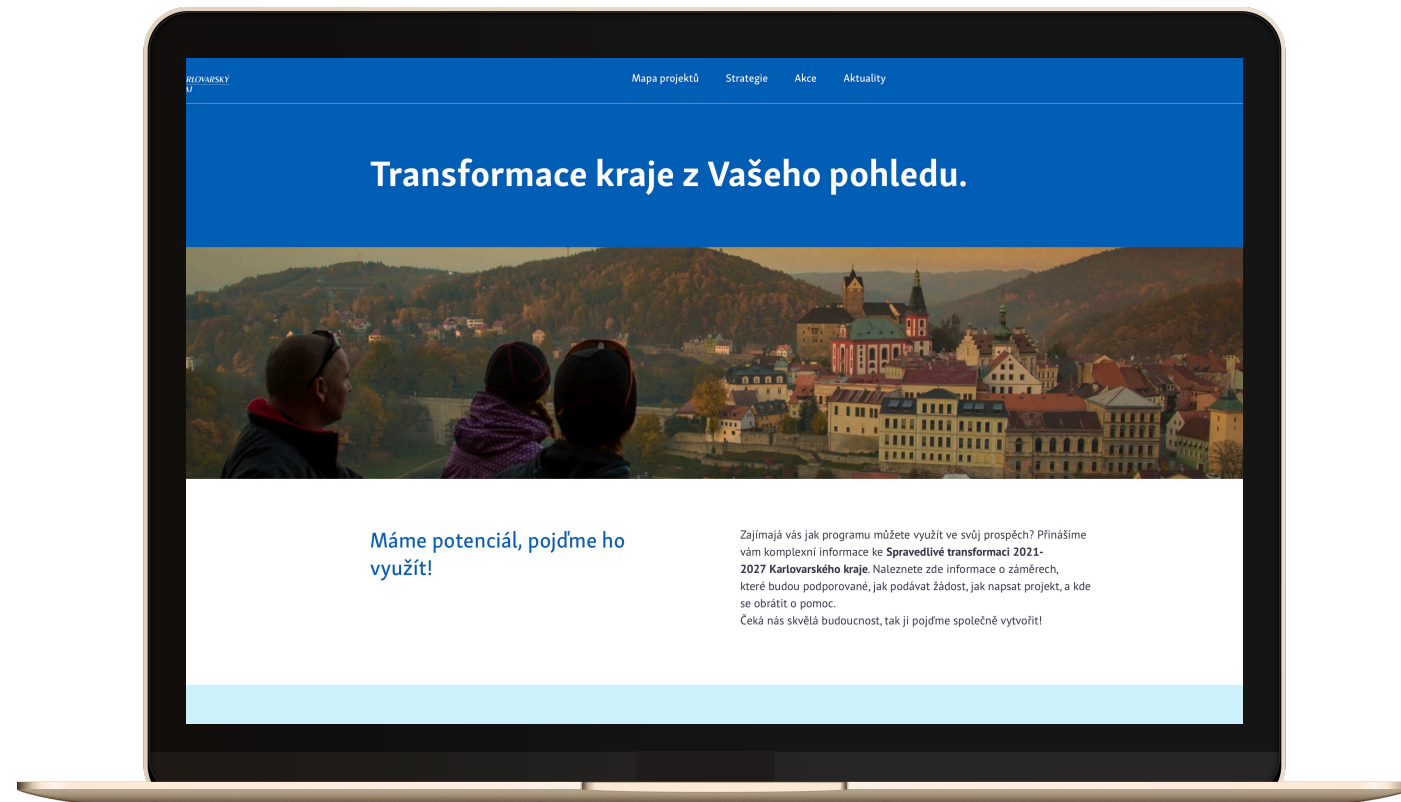 RLOVARSKÝ
AJ
Mapa projektů Strategie Akce Aktuality
Transformace kraje z Vašeho pohledu.
Máme potenciál, pojďme ho
využít!
Zajímají vás jak programu můžete využít ve svůj prospěch? Přinášíme
vám komplexní informace ke Spravedlivé transformaci 2021-
2027 Karlovarského kraje. Naleznete zde informace o záměrech,
které budou podporované, jak podávat žádost, jak napsat projekt, a kde
se obrátit o pomoc.
Čeká nás skvělá budoucnost, tak ji pojďme společně vytvořit!